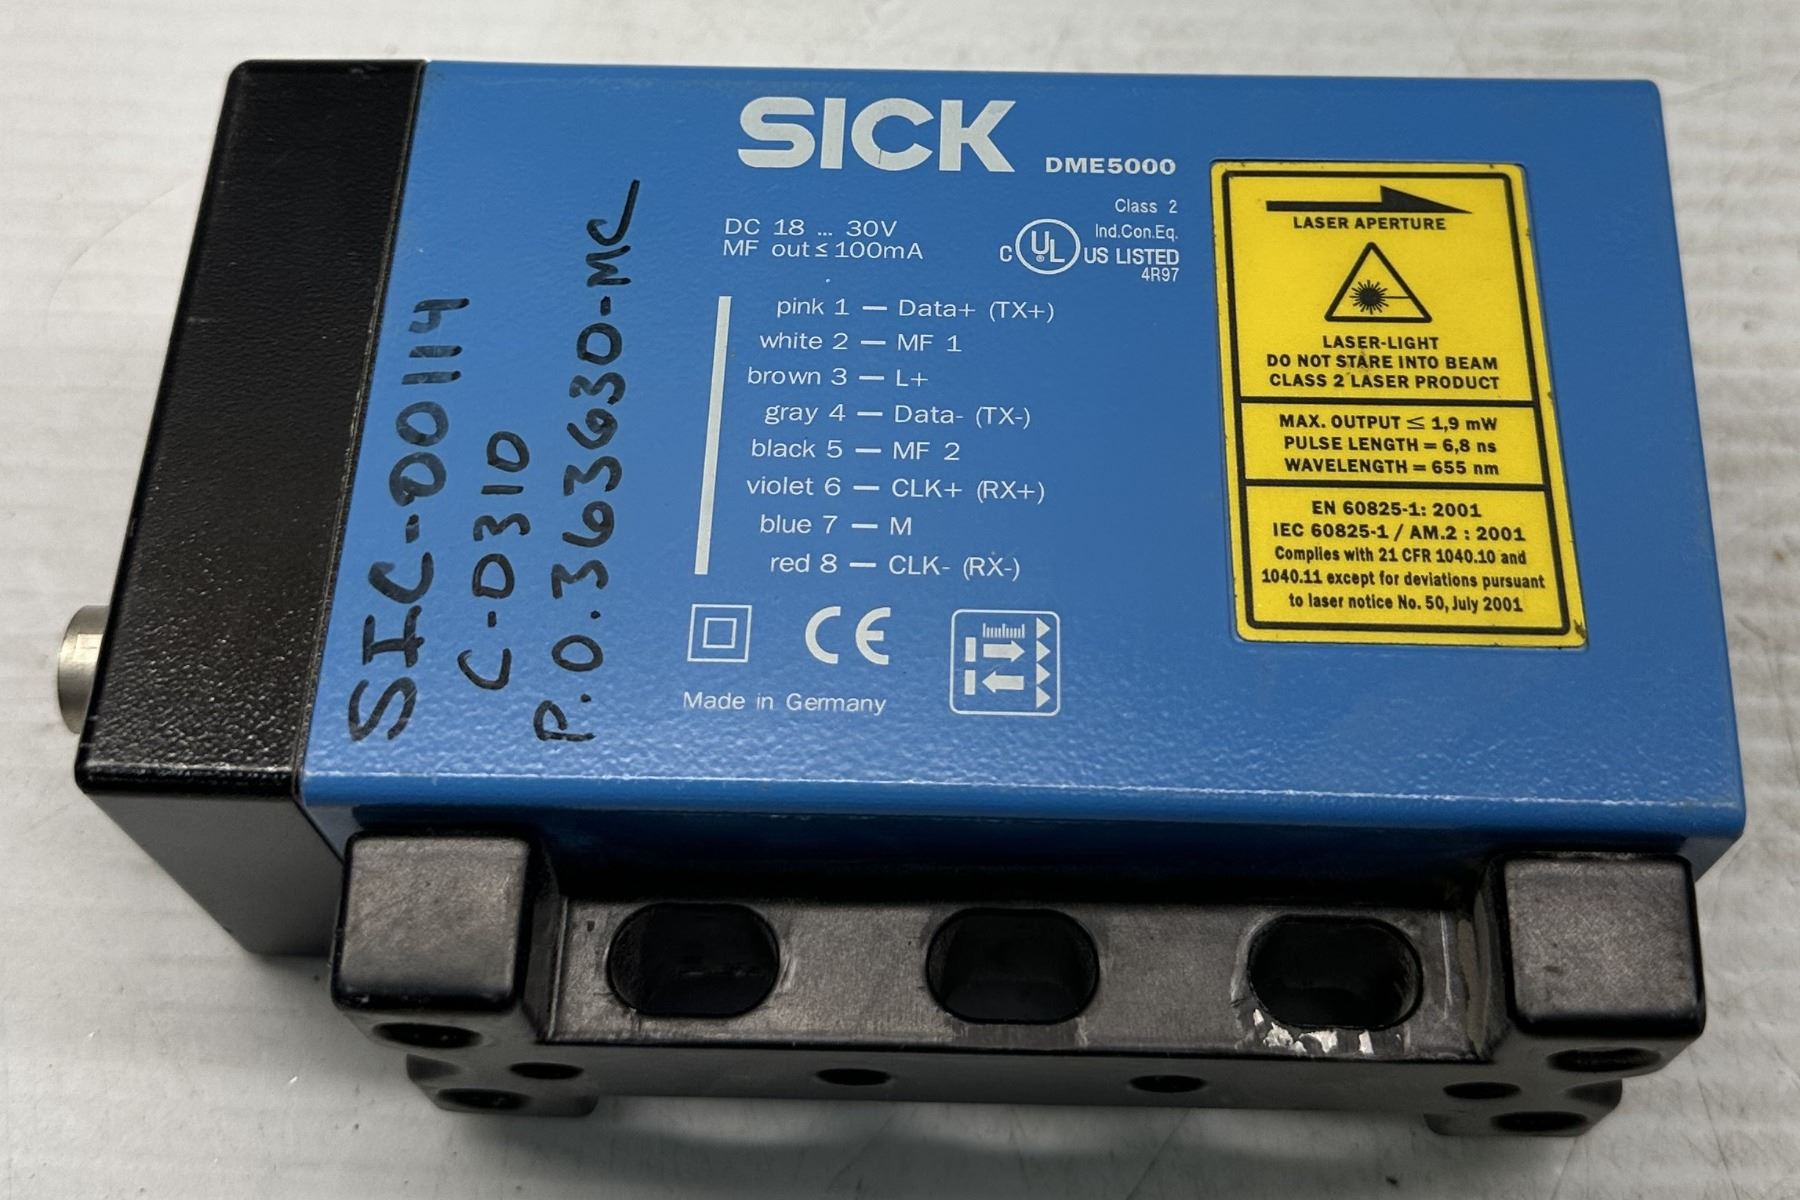 SICK
DME5000
Class 2
DC 18 ... 30V
MF out ≤ 100mA
C UL ® US LISTED
Ind.Con.Eq.
4R97
pink 1 — Data+ (TX+)
white 2 — MF 1
brown 3 — L+
gray 4 — Data- (TX-)
black 5 — MF 2
violet 6 — CLK+ (RX+)
blue 7 — M
red 8 — CLK- (RX-)
CE
Made in Germany
SIC-00114
C-0310
P.O. 363630-MC
LASER APERTURE
LASER-LIGHT
DO NOT STARE INTO BEAM
CLASS 2 LASER PRODUCT
MAX. OUTPUT ≤ 1,9 mW
PULSE LENGTH = 6,8 ns
WAVELENGTH = 655 nm
EN 60825-1: 2001
IEC 60825-1 / AM.2 : 2001
Complies with 21 CFR 1040.10 and
1040.11 except for deviations pursuant
to laser notice No. 50, July 2001